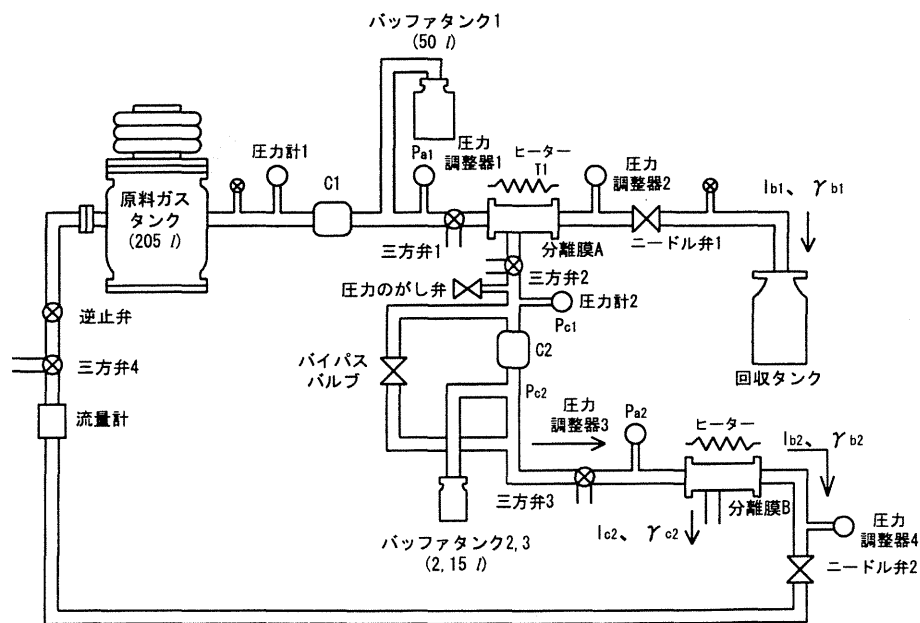 バッファタンク1
(50 l)
圧力計1
Pa1
圧力
調整器1
ヒーター
T1
圧力
調整器2
lb1、γb1
C1
原料ガス
タンク
(205 l)
三方弁1
分離膜A
ニードル弁1
三方弁2
圧力のがし弁
圧力計2
Pc1
逆止弁
C2
回収タンク
三方弁4
バイパス
バルブ
Pc2
圧力
調整器3
Pa2
ヒーター
lb2、γb2
流量計
三方弁3
分離膜B
lc2、γc2
圧力
調整器4
バッファタンク2,3
(2,15 l)
ニードル弁2